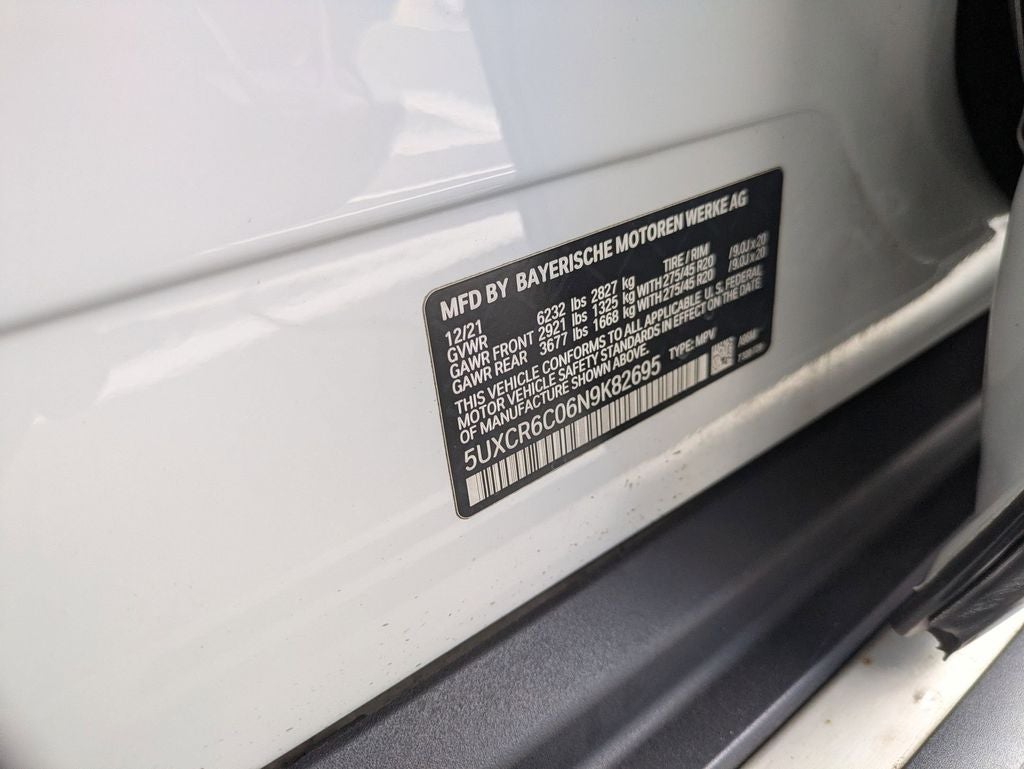 MFD BY BAYERISCHE MOTOREN WERKE AG
12/21
GVWR 6232 lbs 2827 kg TIRE / RIM
GAWR FRONT 2921 lbs 1325 kg WITH 275/45 R20 /9.0J x 20
GAWR REAR 3677 lbs 1668 kg WITH 275/45 R20 /9.0J x 20
THIS VEHICLE CONFORMS TO ALL APPLICABLE U.S. FEDERAL
MOTOR VEHICLE SAFETY STANDARDS IN EFFECT ON THE DATE
OF MANUFACTURE SHOWN ABOVE.
5UXCR6C06N9K82695 TYPE: MPV